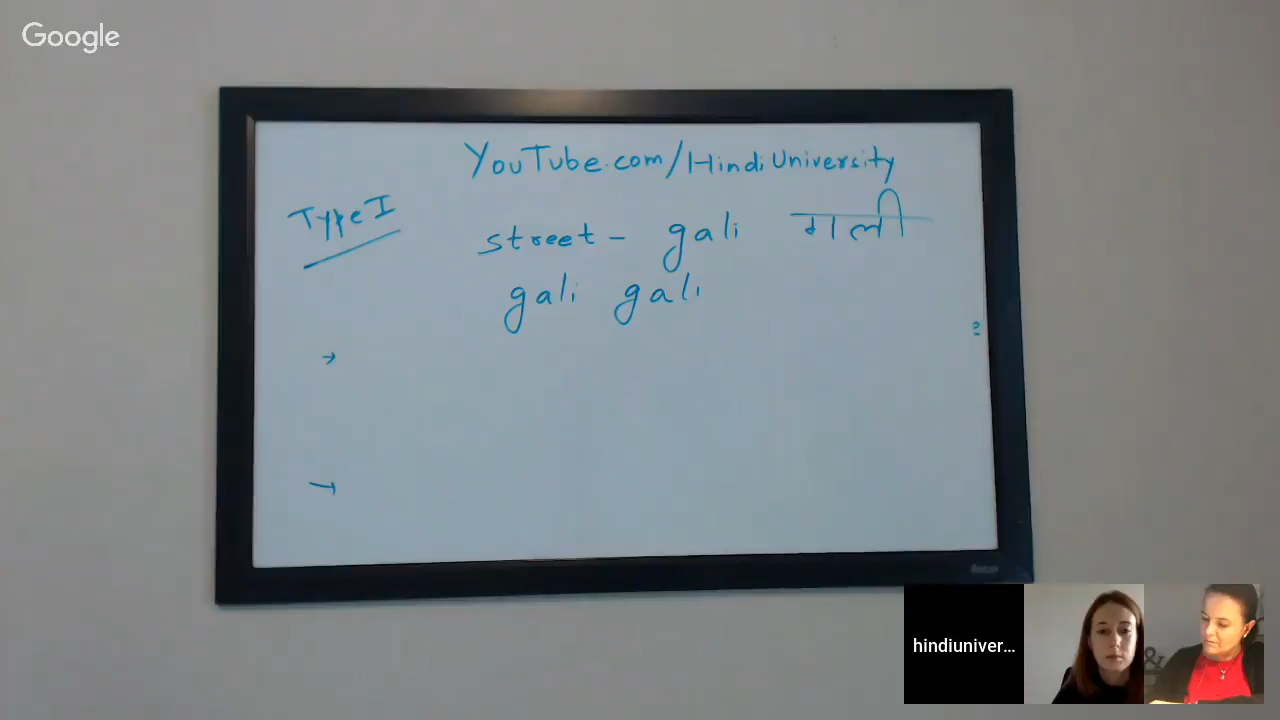 Google
YouTube.com/HindiUniversity
Type I
street - gali गली
gali gali
→
→
?
hindiuniver...